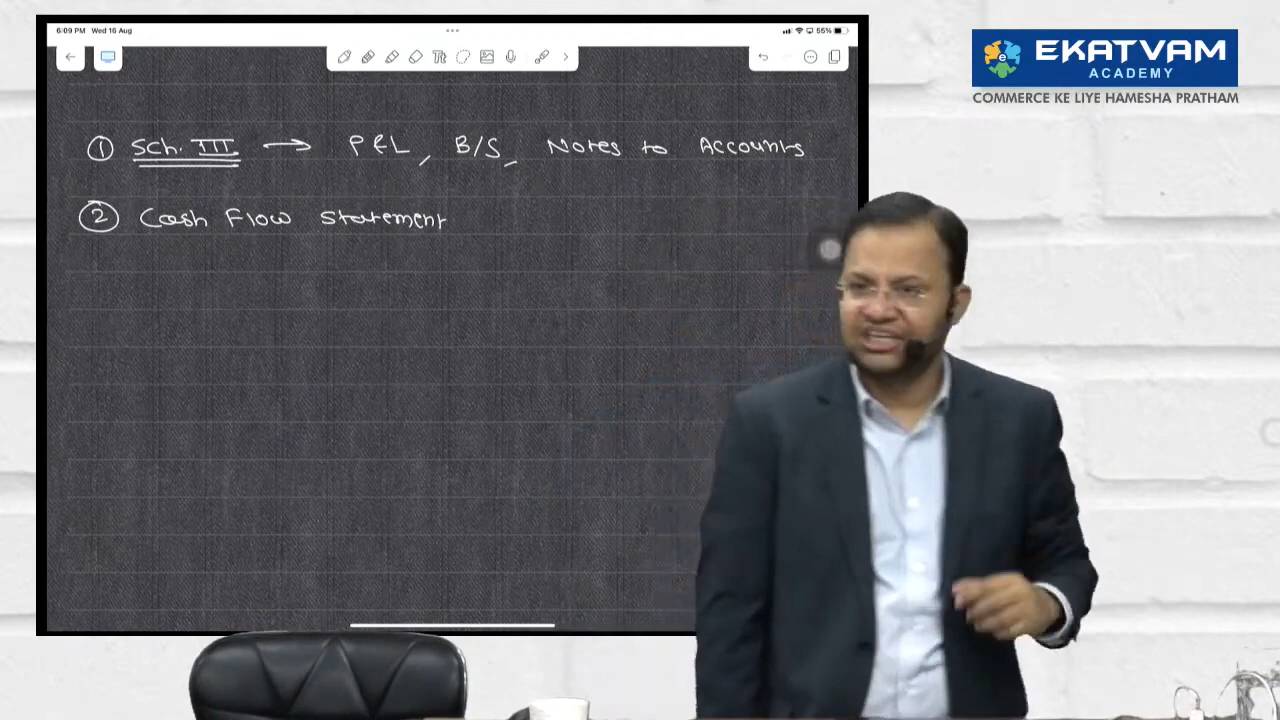 6:09 PM Wed 16 Aug
55%
① Sch. III → P&L, B/S, Notes to Accounts
② Cash Flow Statement
EKATVAM
ACADEMY
COMMERCE KE LIYE HAMESHA PRATHAM